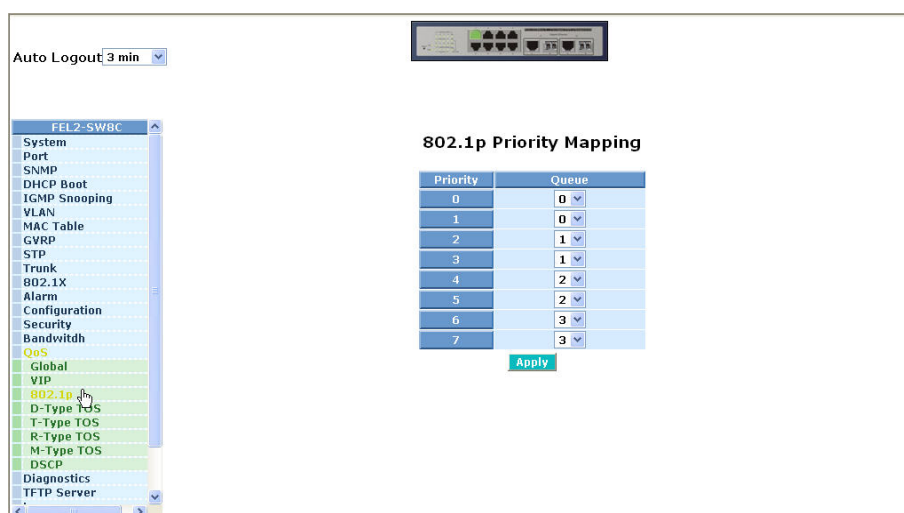 Auto Logout 3 min
FEL2-SW8C
System
Port
SNMP
DHCP Boot
IGMP Snooping
VLAN
MAC Table
GVRP
STP
Trunk
802.1X
Alarm
Configuration
Security
Bandwitdh
QoS
Global
VIP
802.1p
D-Type TOS
T-Type TOS
R-Type TOS
M-Type TOS
DSCP
Diagnostics
TFTP Server
802.1p Priority Mapping
Priority Queue
0 0
1 0
2 1
3 1
4 2
5 2
6 3
7 3
Apply